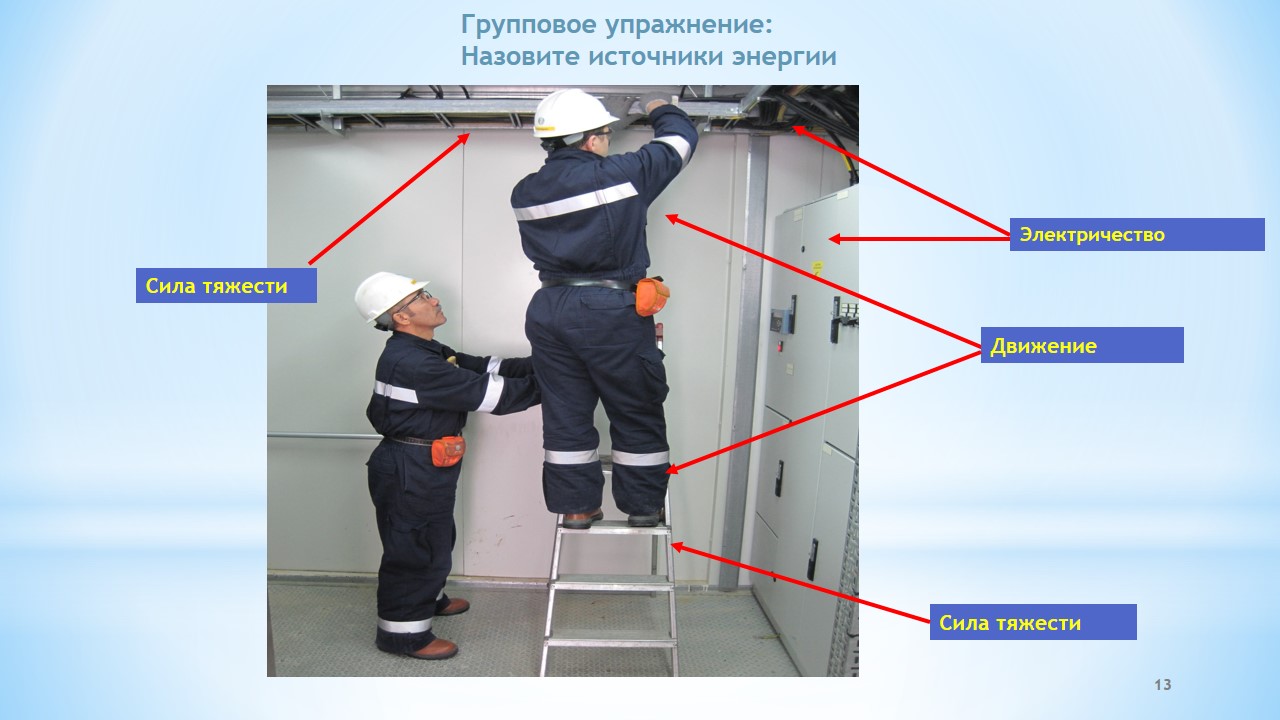 Групповое упражнение:
Назовите источники энергии
Электричество
Сила тяжести
Движение
Сила тяжести
13